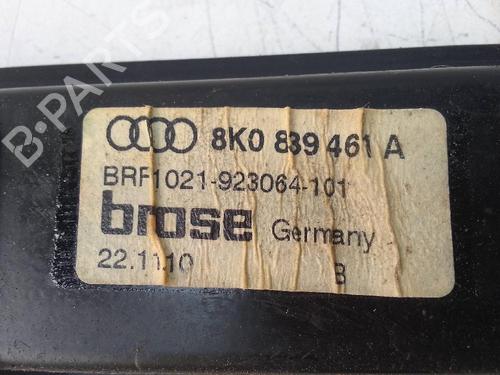 B-PARTS
8K0 839 461 A
BRF1021-923064-101
brose Germany
22.11.10 B